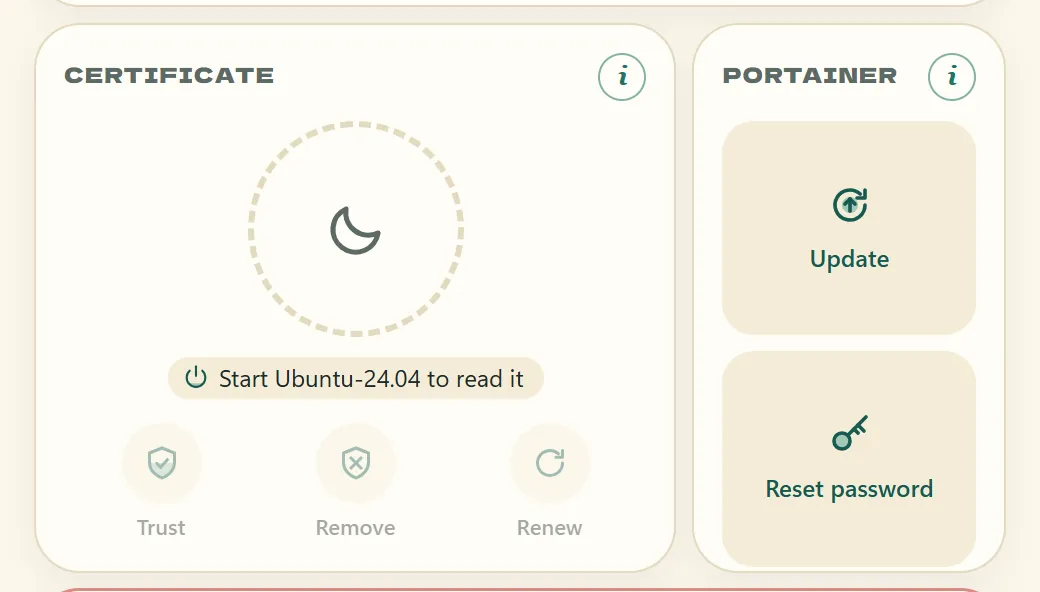 CERTIFICATE
i
Start Ubuntu-24.04 to read it
Trust
Remove
Renew
PORTAINER
i
Update
Reset password